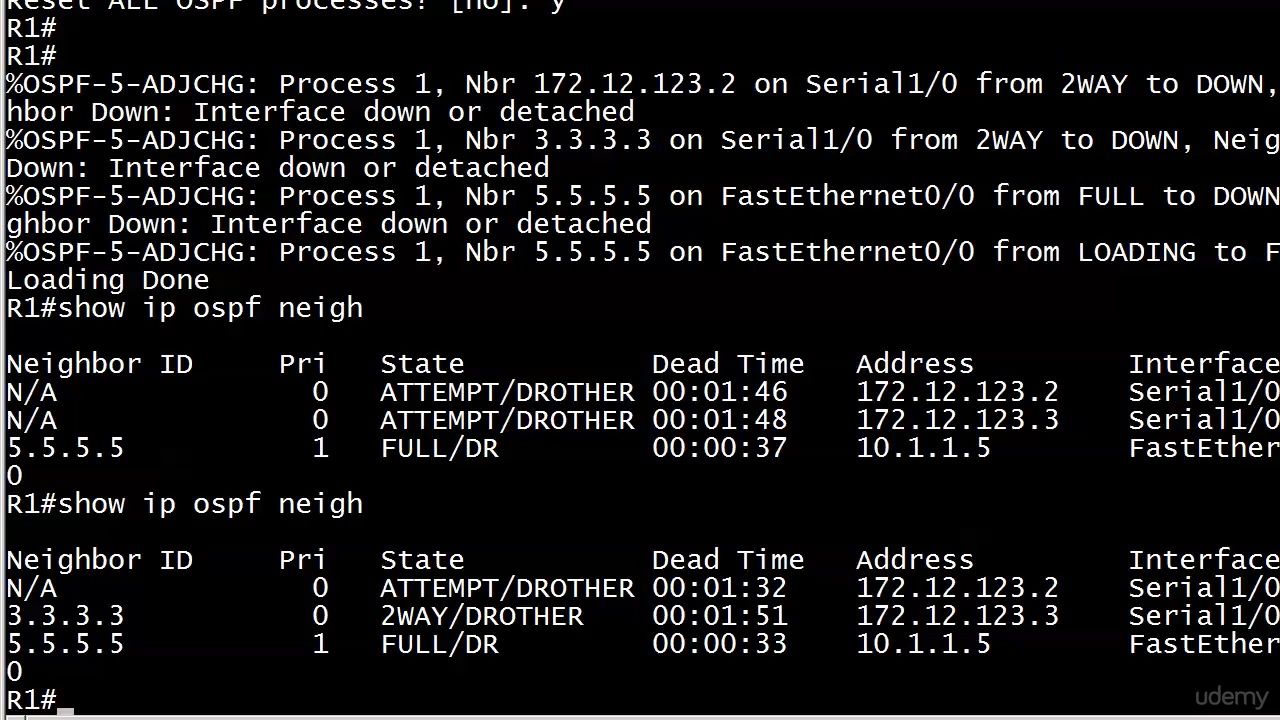 Reset ALL OSPF processes? [no]: y
R1#
R1#
%OSPF-5-ADJCHG: Process 1, Nbr 172.12.123.2 on Serial1/0 from 2WAY to DOWN,
hbor Down: Interface down or detached
%OSPF-5-ADJCHG: Process 1, Nbr 3.3.3.3 on Serial1/0 from 2WAY to DOWN, Neig
Down: Interface down or detached
%OSPF-5-ADJCHG: Process 1, Nbr 5.5.5.5 on FastEthernet0/0 from FULL to DOWN
ghbor Down: Interface down or detached
%OSPF-5-ADJCHG: Process 1, Nbr 5.5.5.5 on FastEthernet0/0 from LOADING to F
Loading Done
R1#show ip ospf neigh
Neighbor ID Pri State Dead Time Address Interface
N/A 0 ATTEMPT/DROTHER 00:01:46 172.12.123.2 Serial1/0
N/A 0 ATTEMPT/DROTHER 00:01:48 172.12.123.3 Serial1/0
5.5.5.5 1 FULL/DR 00:00:37 10.1.1.5 FastEther
0
R1#show ip ospf neigh
Neighbor ID Pri State Dead Time Address Interface
N/A 0 ATTEMPT/DROTHER 00:01:32 172.12.123.2 Serial1/0
3.3.3.3 0 2WAY/DROTHER 00:01:51 172.12.123.3 Serial1/0
5.5.5.5 1 FULL/DR 00:00:33 10.1.1.5 FastEther
0
R1#
udemy